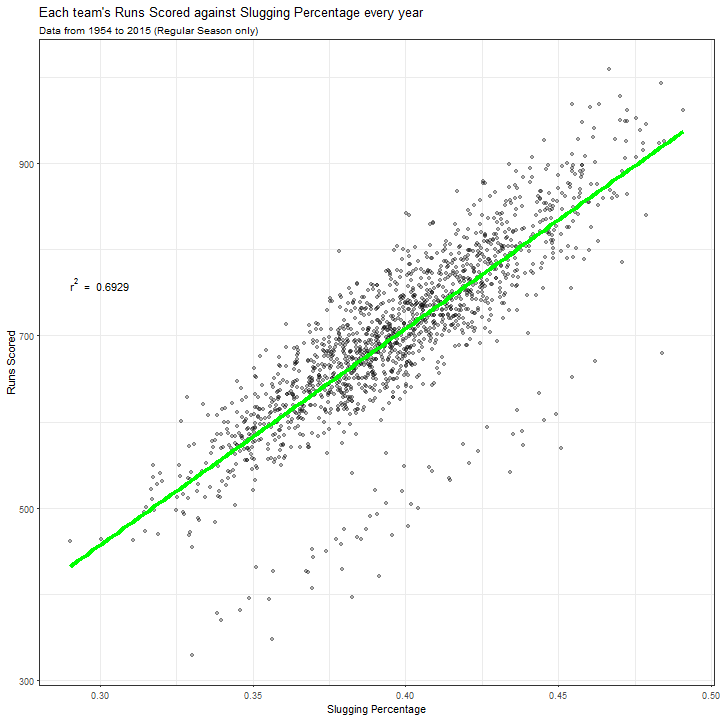 Each team's Runs Scored against Slugging Percentage every year
Data from 1954 to 2015 (Regular Season only)
900
r² = 0.6929
700
Runs Scored
500
300
0.30 0.35 0.40 0.45 0.50
Slugging Percentage